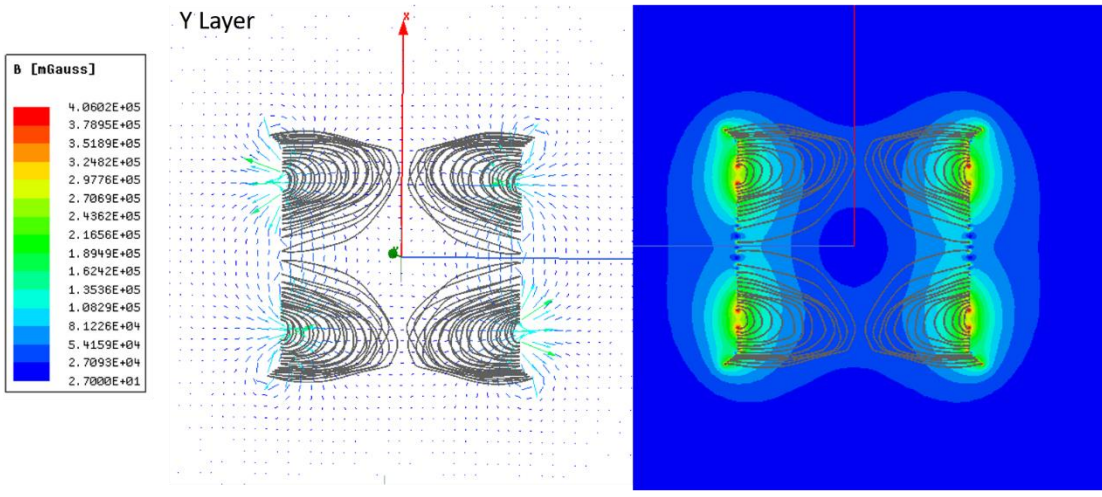 Y Layer
X
B [mGauss]
4.0602E+05
3.7895E+05
3.5189E+05
3.2482E+05
2.9776E+05
2.7069E+05
2.4362E+05
2.1656E+05
1.8949E+05
1.6242E+05
1.3536E+05
1.0829E+05
8.1226E+04
5.4159E+04
2.7093E+04
2.7000E+01